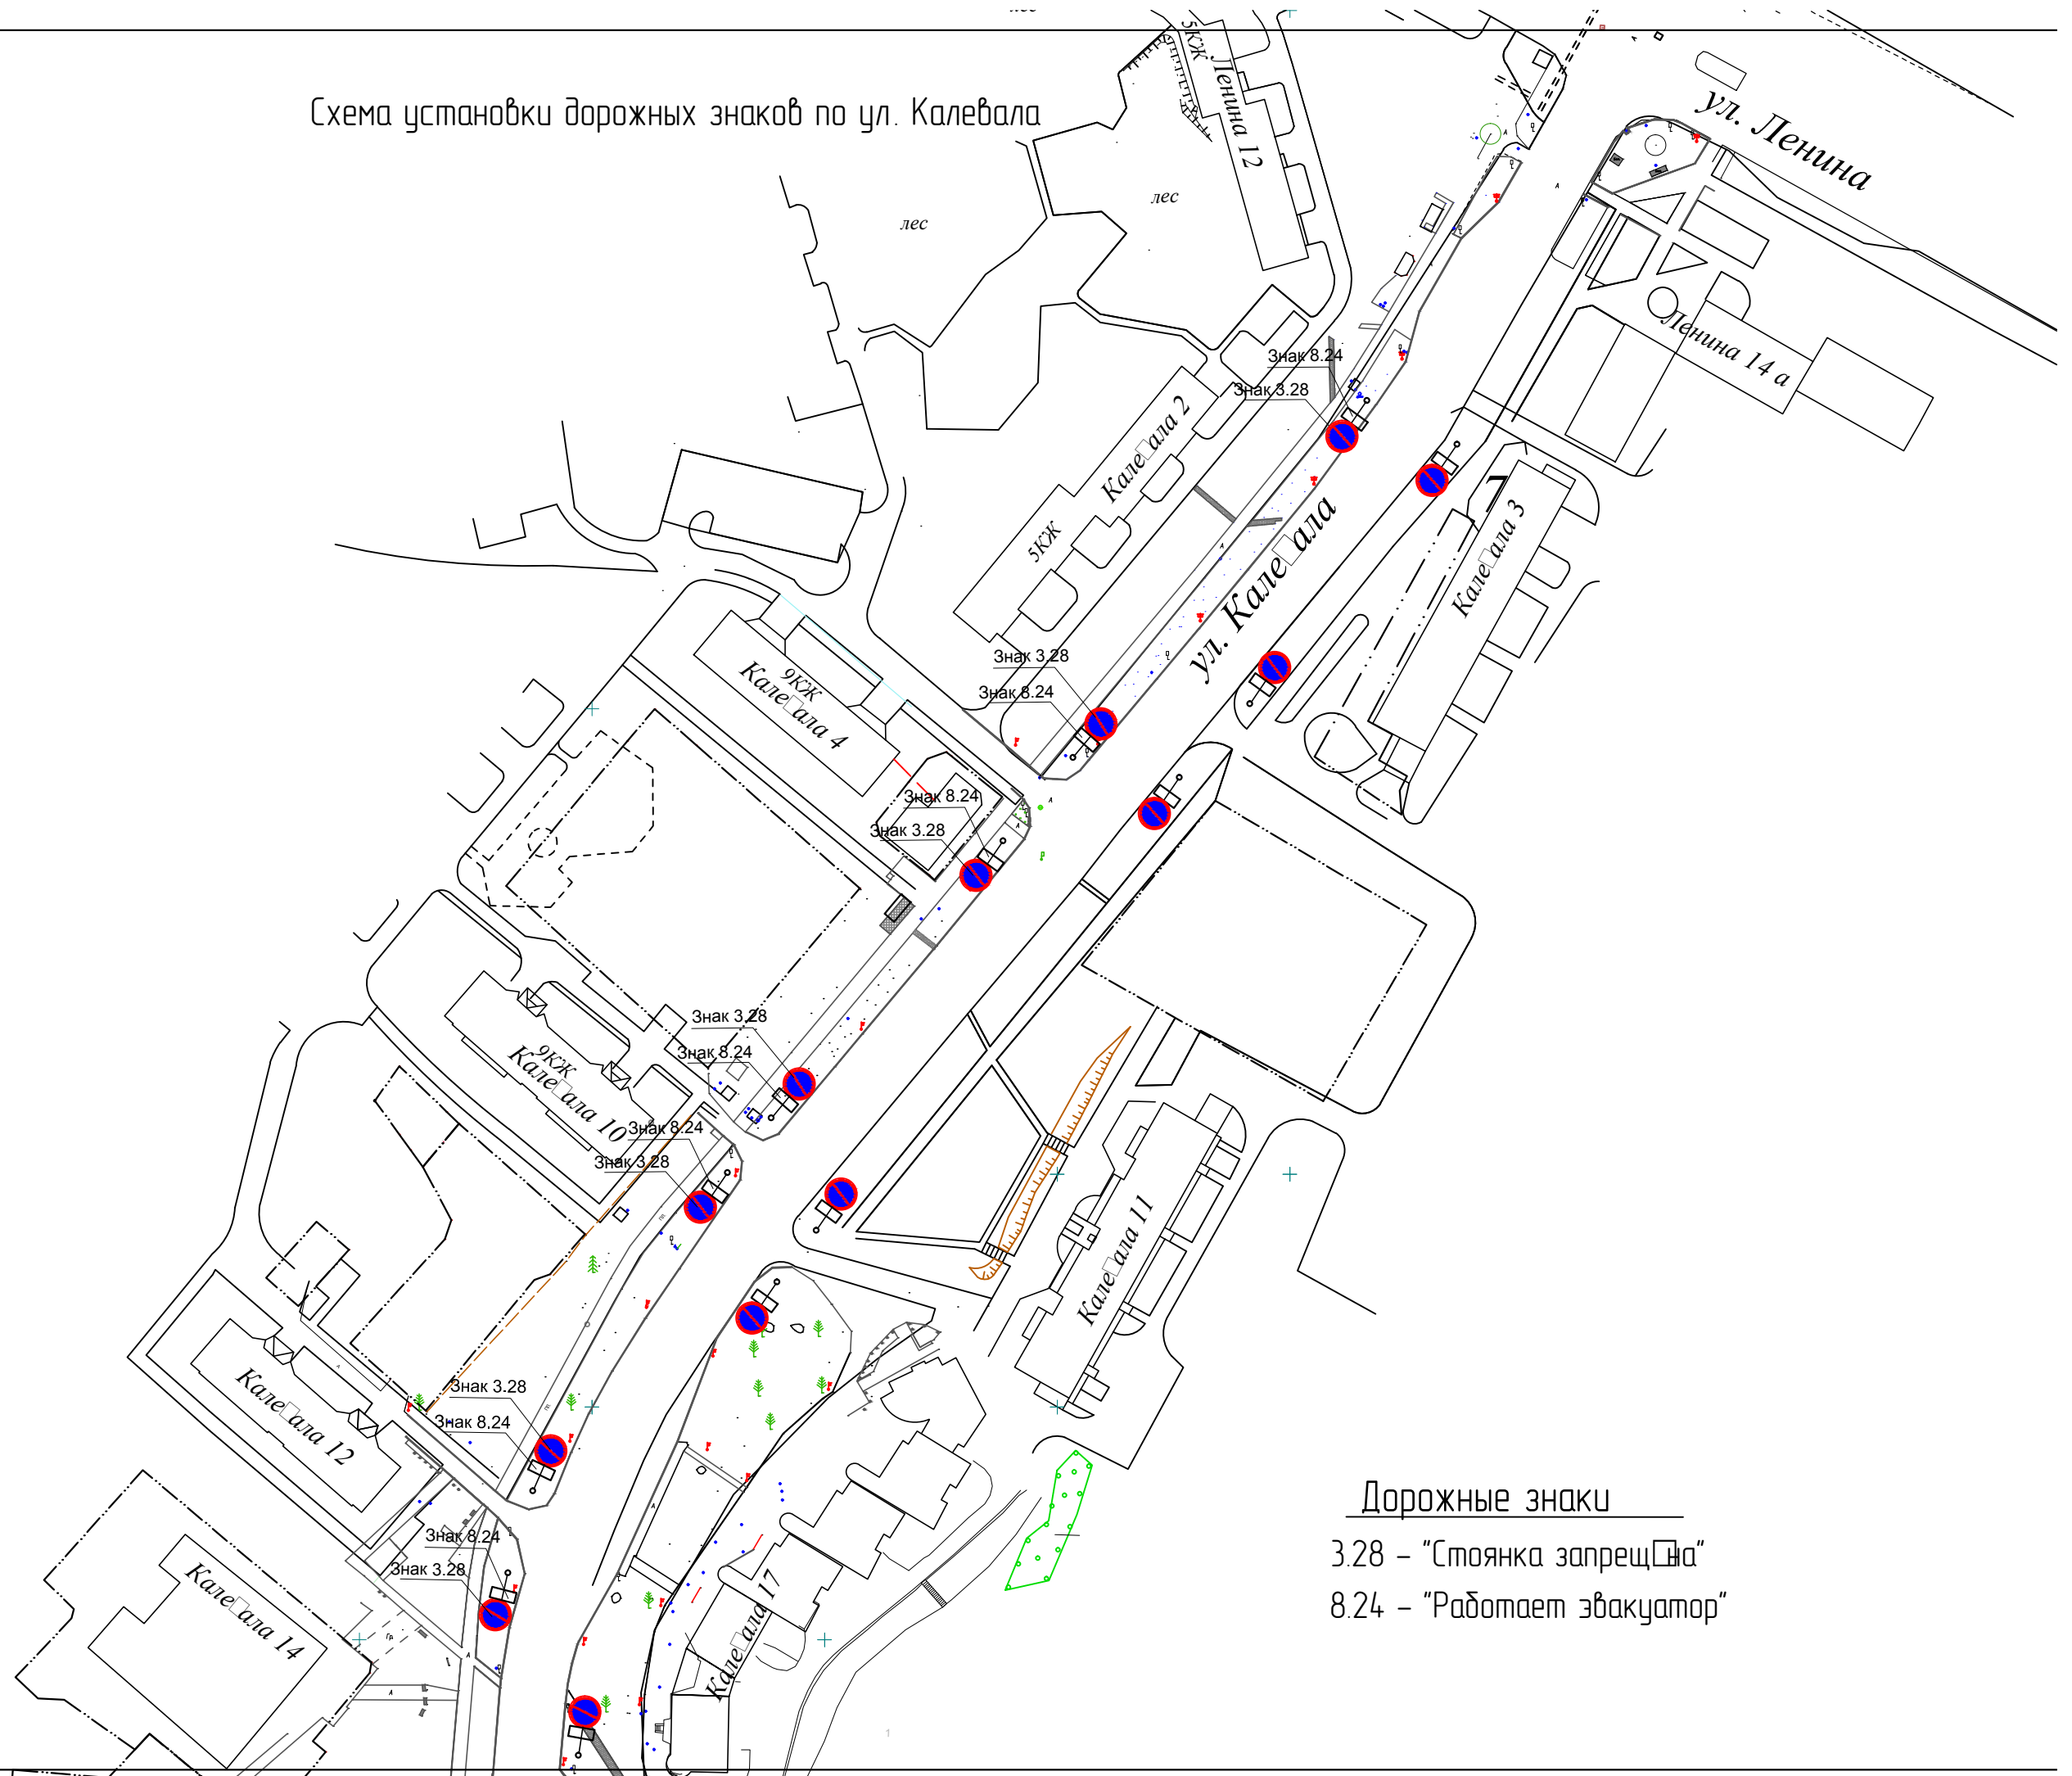 Схема установки дорожных знаков по ул. Калевала
5КЖ
Ленина 12
ул. Ленина
лес
лес
Ленина 14 а
Знак 8.24
Знак 3.28
Кале□ала 2
5КЖ
7
Кале□ала 3
ул. Кале□ала
Знак 3.28
Знак 8.24
9КЖ
Кале□ала 4
Знак 8.24
Знак 3.28
Знак 3.28
Знак 8.24
9КЖ
Кале□ала 10
Знак 8.24
Знак 3.28
Кале□ала 11
Знак 3.28
Знак 8.24
Кале□ала 12
Знак 8.24
Знак 3.28
Кале□ала 14
Кале□ала 17
Дорожные знаки
3.28 – "Стоянка запрещ□на"
8.24 – "Работает эвакуатор"
1